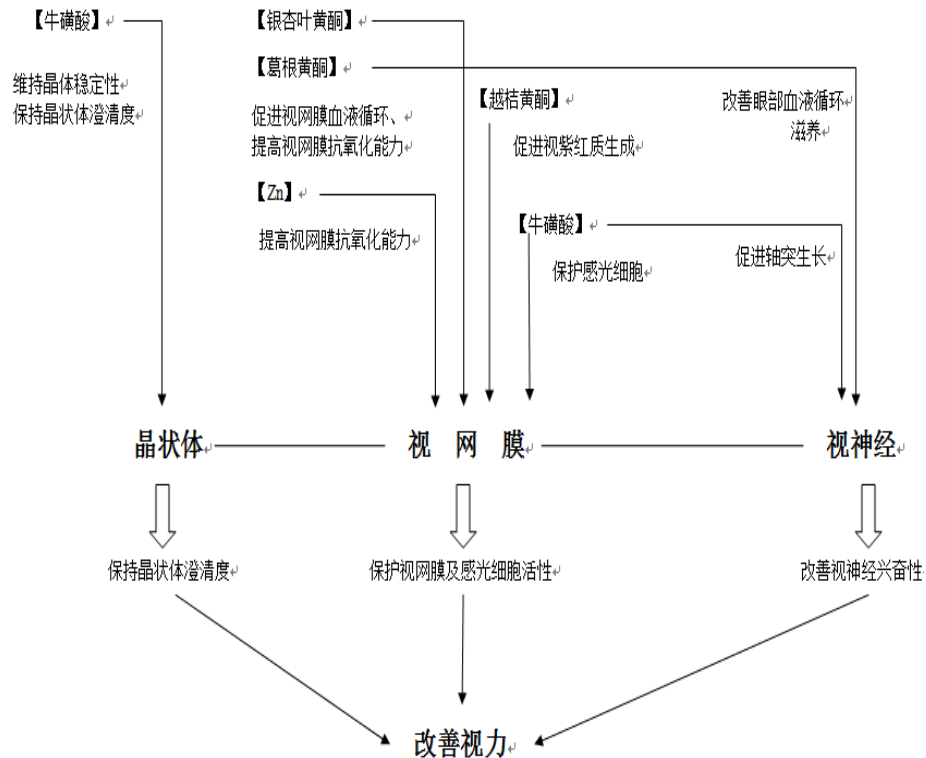 【牛磺酸】
维持晶体稳定性
保持晶状体澄清度
【银杏叶黄酮】
【葛根黄酮】
促进视网膜血液循环、
提高视网膜抗氧化能力
【Zn】
提高视网膜抗氧化能力
【越桔黄酮】
促进视紫红质生成
【牛磺酸】
保护感光细胞
改善眼部血液循环
滋养
促进轴突生长
晶状体
视 网 膜
视神经
保持晶状体澄清度
保护视网膜及感光细胞活性
改善视神经兴奋性
改善视力